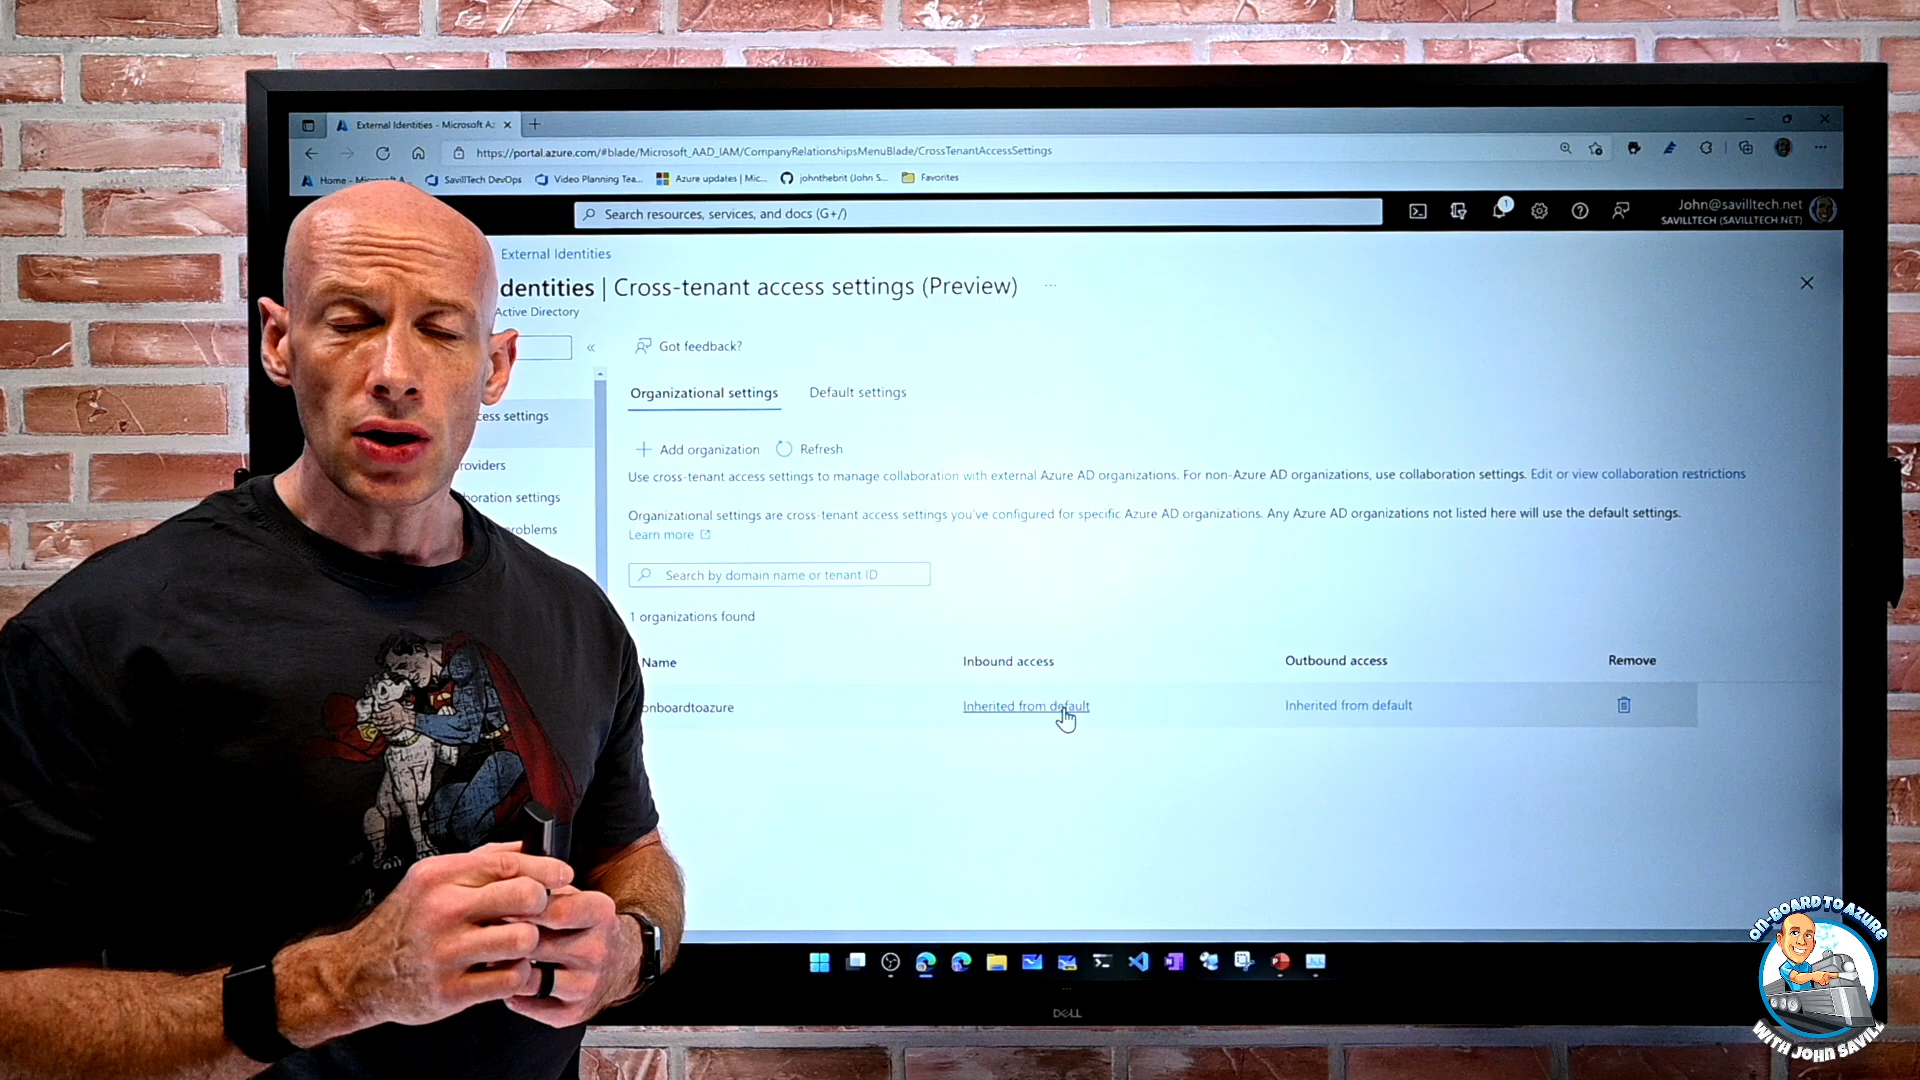 External Identities - Microsoft Az
https://portal.azure.com/#blade/Microsoft_AAD_IAM/CompanyRelationshipsMenuBlade/CrossTenantAccessSettings
Home - Microsoft A...
SavillTech DevOps
Video Planning Tea...
Azure updates | Mic...
johnthebrit (John S...
Favorites
Search resources, services, and docs (G+/)
1
John@savilltech.net
SAVILLTECH (SAVILLTECH.NET)
External Identities
dentities | Cross-tenant access settings (Preview) ...
Active Directory
«
Got feedback?
cess settings
roviders
boration settings
roblems
Organizational settings
Default settings
+ Add organization
Refresh
Use cross-tenant access settings to manage collaboration with external Azure AD organizations. For non-Azure AD organizations, use collaboration settings. Edit or view collaboration restrictions
Organizational settings are cross-tenant access settings you've configured for specific Azure AD organizations. Any Azure AD organizations not listed here will use the default settings.
Learn more
Search by domain name or tenant ID
1 organizations found
Name
Inbound access
Outbound access
Remove
onboardtoazure
Inherited from default
Inherited from default
DELL
ON-BOARD TO AZURE
WITH JOHN SAVILL